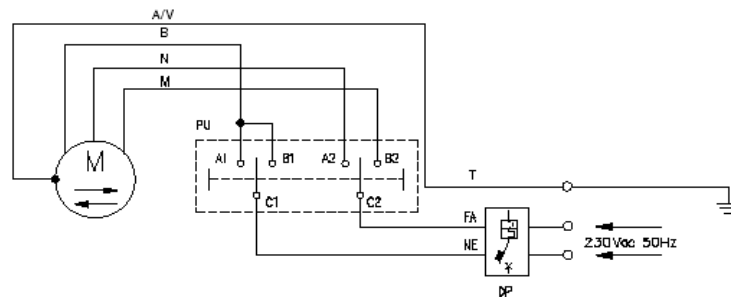 A/V
B
N
M
PU
M
A1 B1 A2 B2
C1 C2
T
FA
NE
230Vac 50Hz
DP